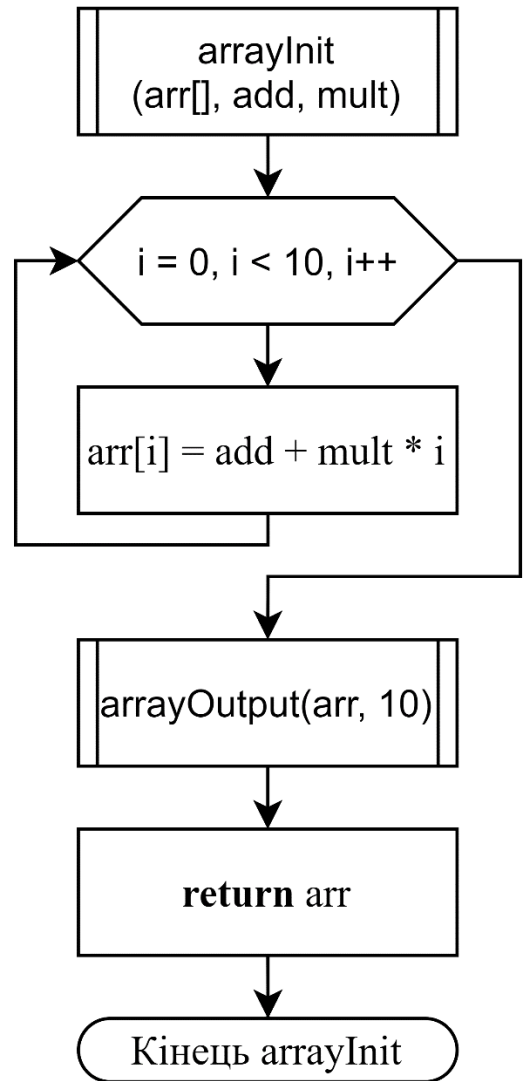 arrayInit
(arr[], add, mult)
i = 0, i < 10, i++
arr[i] = add + mult * i
arrayOutput(arr, 10)
return arr
Кінець arrayInit